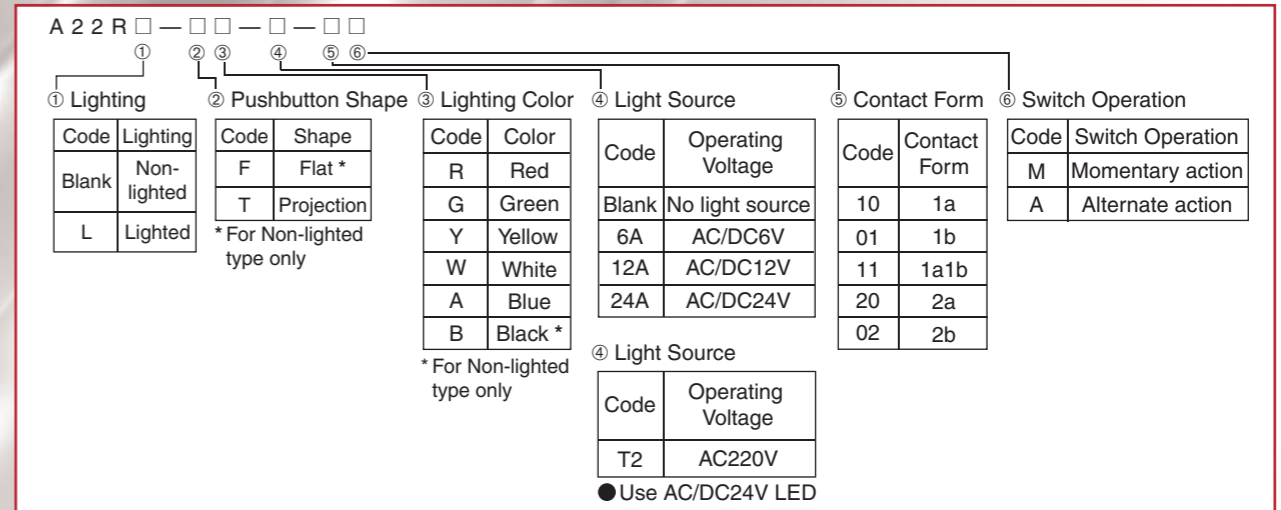 A22R□—□□—□—□□
① ② ③ ④ ⑤ ⑥
① Lighting
Code Lighting
Blank Non-
lighted
L Lighted
② Pushbutton Shape
Code Shape
F Flat *
T Projection
* For Non-lighted
type only
③ Lighting Color
Code Color
R Red
G Green
Y Yellow
W White
A Blue
B Black *
* For Non-lighted
type only
④ Light Source
Code Operating
Voltage
Blank No light source
6A AC/DC6V
12A AC/DC12V
24A AC/DC24V
④ Light Source
Code Operating
Voltage
T2 AC220V
●Use AC/DC24V LED
⑤ Contact Form
Code Contact
Form
10 1a
01 1b
11 1a1b
20 2a
02 2b
⑥ Switch Operation
Code Switch Operation
M Momentary action
A Alternate action